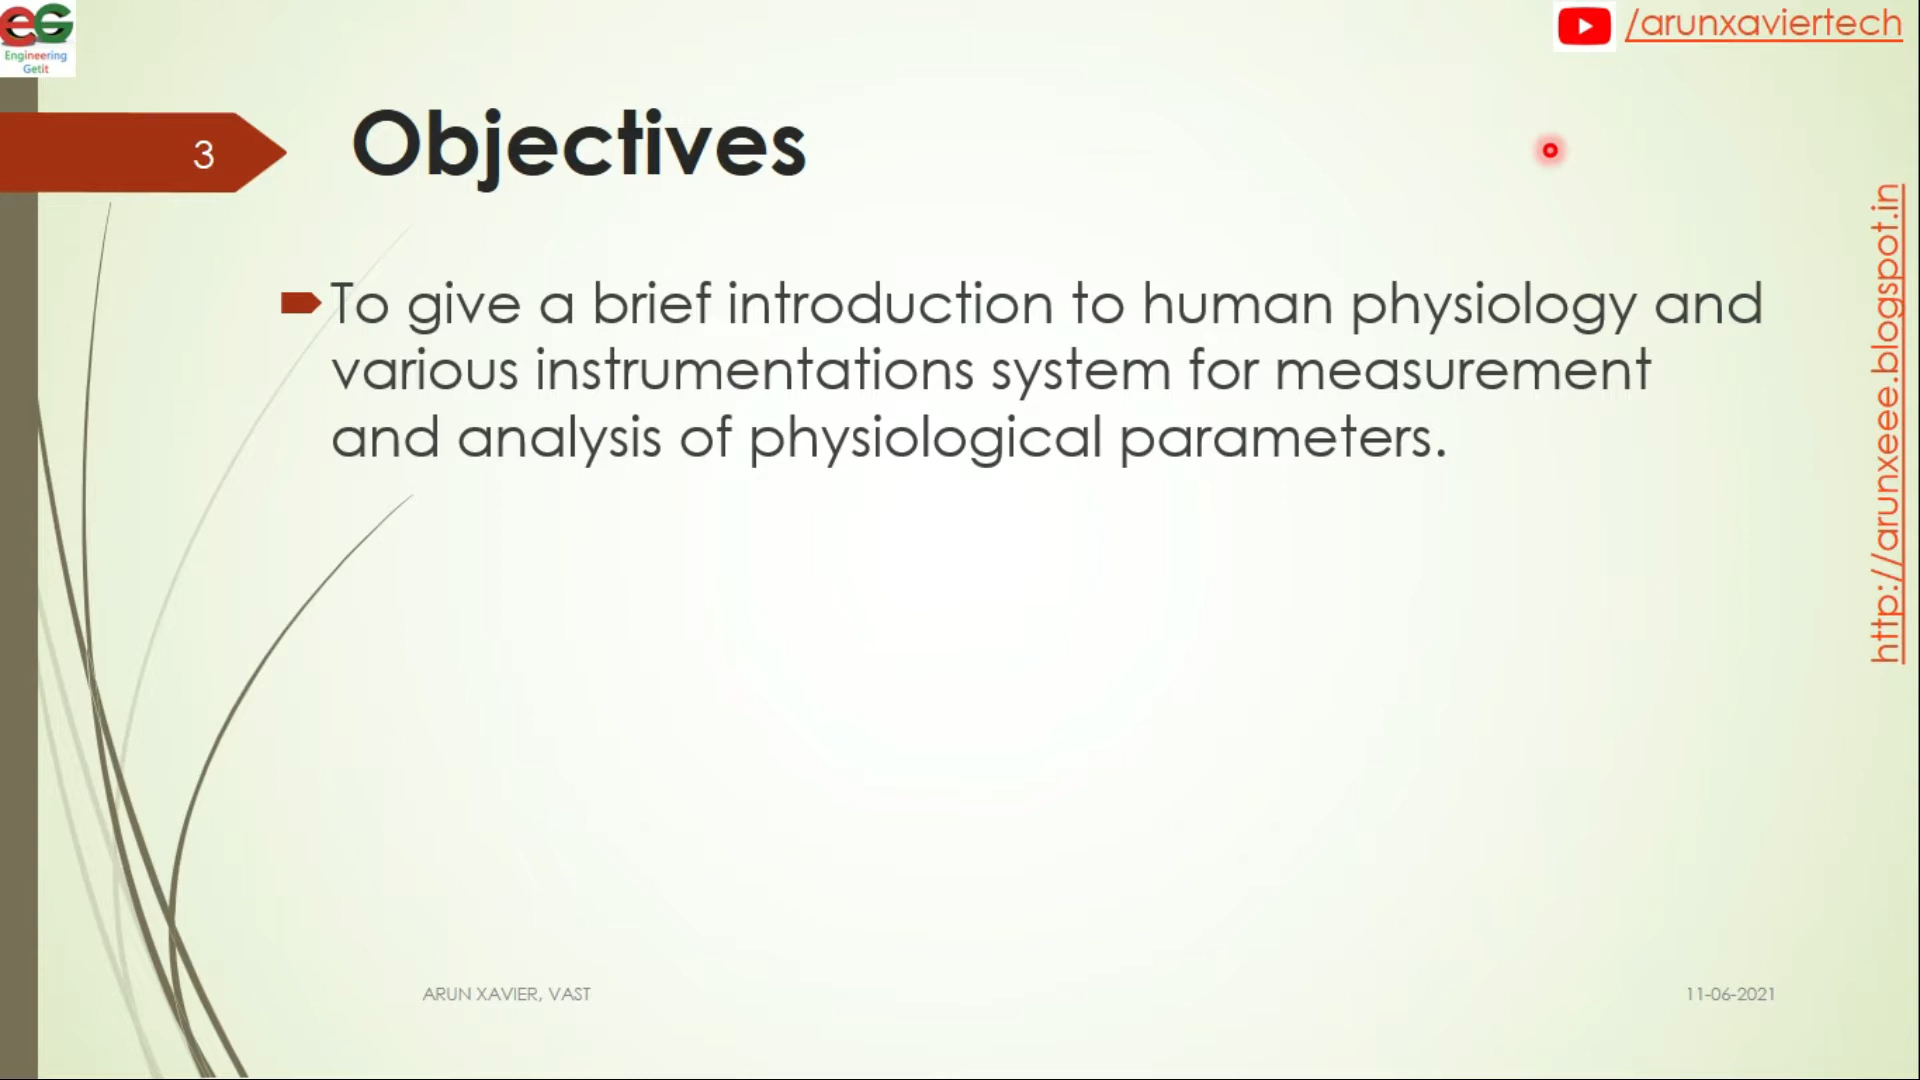 eG
Engineering
Getit
/arunxaviertech
3
Objectives
To give a brief introduction to human physiology and
various instrumentations system for measurement
and analysis of physiological parameters.
http://arunxeee.blogspot.in
ARUN XAVIER, VAST
11-06-2021